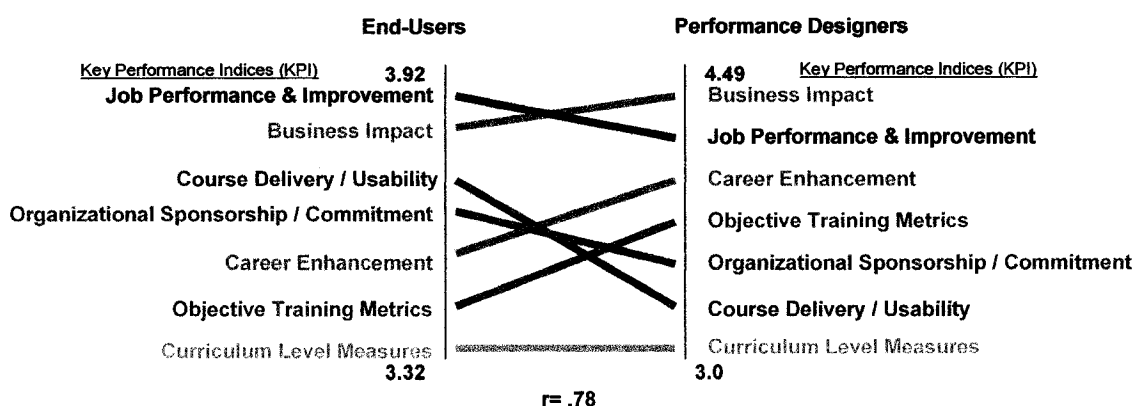 End-Users Performance Designers
Key Performance Indices (KPI) 3.92 4.49 Key Performance Indices (KPI)
Job Performance & Improvement Business Impact
Business Impact Job Performance & Improvement
Course Delivery / Usability Career Enhancement
Organizational Sponsorship / Commitment Objective Training Metrics
Career Enhancement Organizational Sponsorship / Commitment
Objective Training Metrics Course Delivery / Usability
Curriculum Level Measures Curriculum Level Measures
3.32 3.0
r= .78